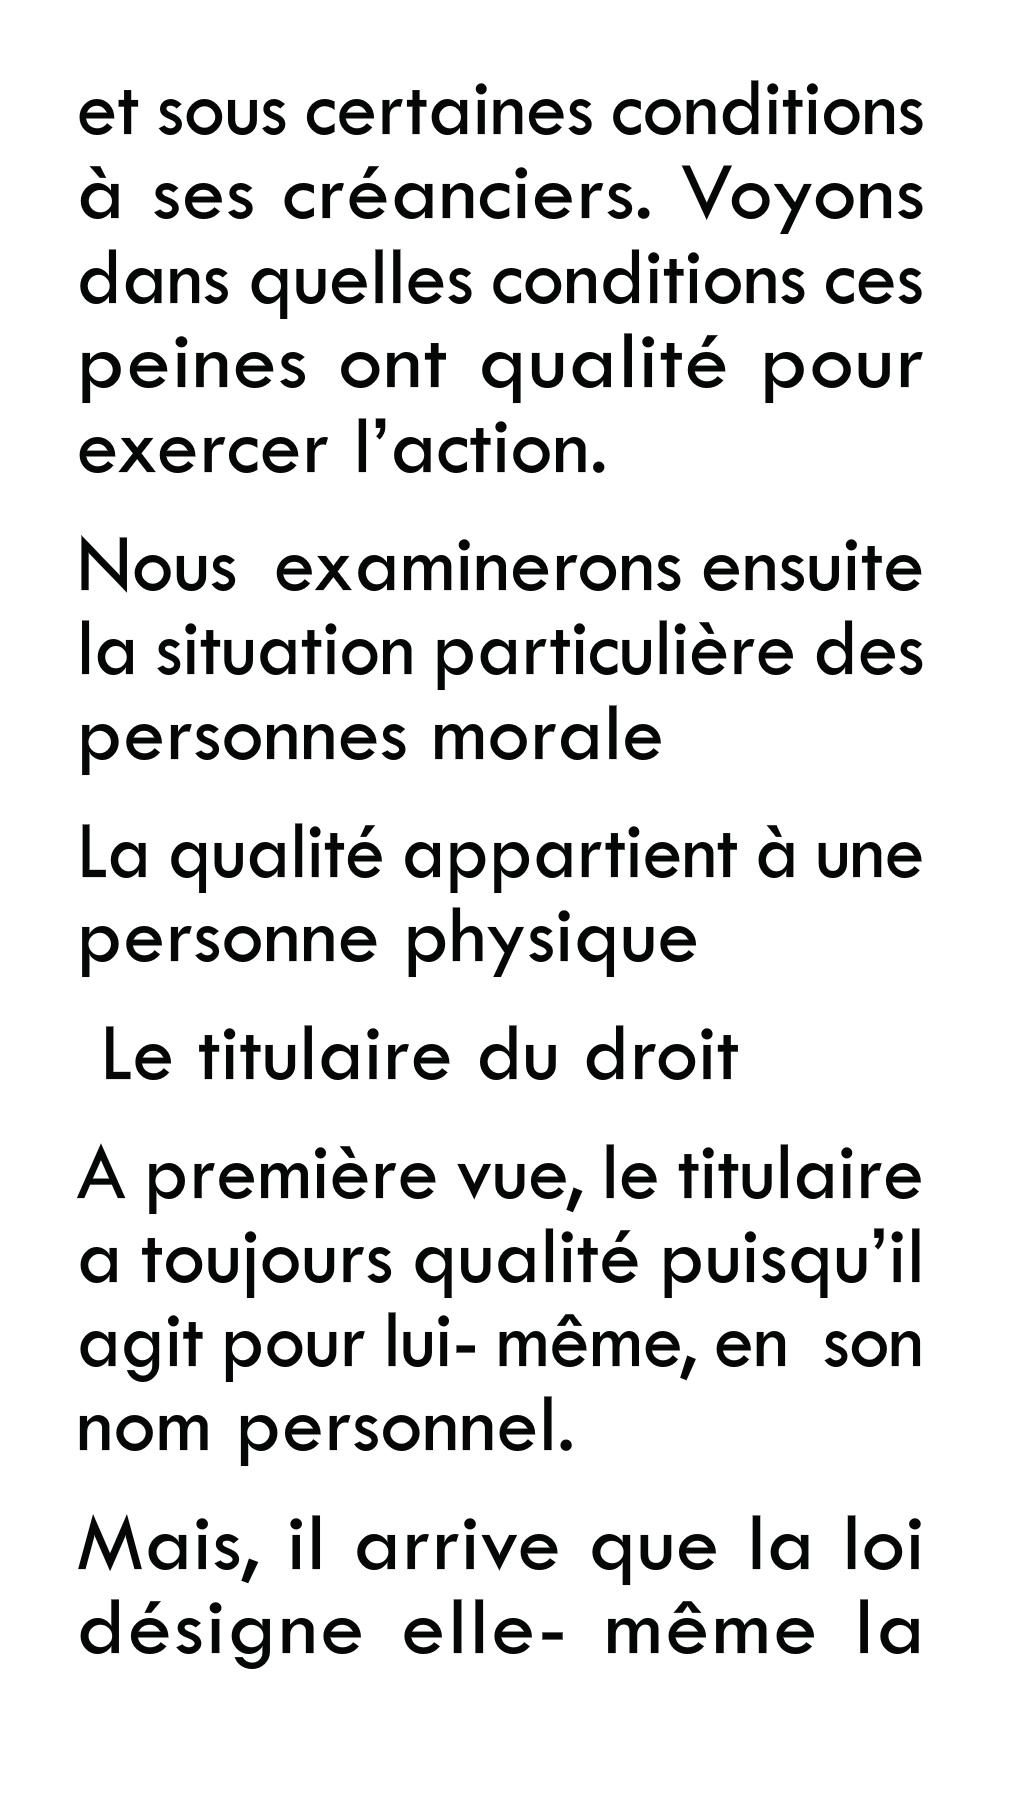 et sous certaines conditions
à ses créanciers. Voyons
dans quelles conditions ces
peines ont qualité pour
exercer l’action.
Nous examinerons ensuite
la situation particulière des
personnes morale
La qualité appartient à une
personne physique
Le titulaire du droit
A première vue, le titulaire
a toujours qualité puisqu’il
agit pour lui- même, en son
nom personnel.
Mais, il arrive que la loi
désigne elle- même la